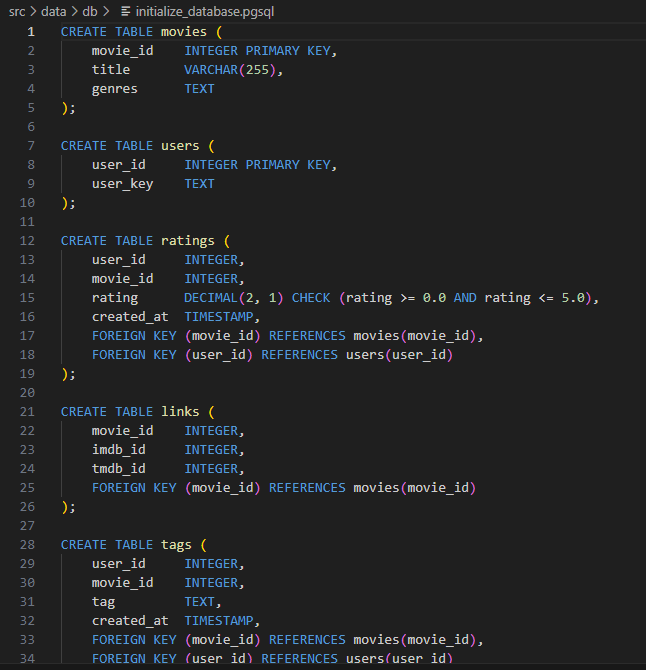 src > data > db > initialize_database.pgsql
1 CREATE TABLE movies (
2     movie_id    INTEGER PRIMARY KEY,
3     title       VARCHAR(255),
4     genres      TEXT
5 );
6
7 CREATE TABLE users (
8     user_id     INTEGER PRIMARY KEY,
9     user_key    TEXT
10 );
11
12 CREATE TABLE ratings (
13     user_id     INTEGER,
14     movie_id    INTEGER,
15     rating      DECIMAL(2, 1) CHECK (rating >= 0.0 AND rating <= 5.0),
16     created_at  TIMESTAMP,
17     FOREIGN KEY (movie_id) REFERENCES movies(movie_id),
18     FOREIGN KEY (user_id) REFERENCES users(user_id)
19 );
20
21 CREATE TABLE links (
22     movie_id    INTEGER,
23     imdb_id     INTEGER,
24     tmdb_id     INTEGER,
25     FOREIGN KEY (movie_id) REFERENCES movies(movie_id)
26 );
27
28 CREATE TABLE tags (
29     user_id     INTEGER,
30     movie_id    INTEGER,
31     tag         TEXT,
32     created_at  TIMESTAMP,
33     FOREIGN KEY (movie_id) REFERENCES movies(movie_id),
34     FOREIGN KEY (user_id) REFERENCES users(user_id)